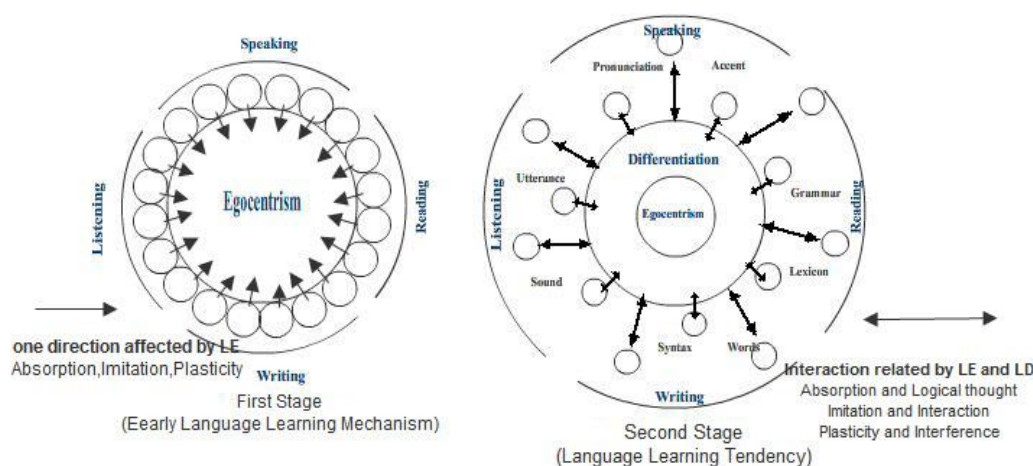 Speaking
Listening
Egocentrism
Reading
Writing
one direction affected by LE
Absorption,Imitation,Plasticity
First Stage
(Eearly Language Learning Mechanism)
Speaking
Pronunciation
Accent
Differentiation
Utterance
Grammar
Egocentrism
Listening
Reading
Sound
Lexicon
Syntax
Words
Writing
Second Stage
(Language Learning Tendency)
Interaction related by LE and LD
Absorption and Logical thought
Imitation and Interaction
Plasticity and Interference